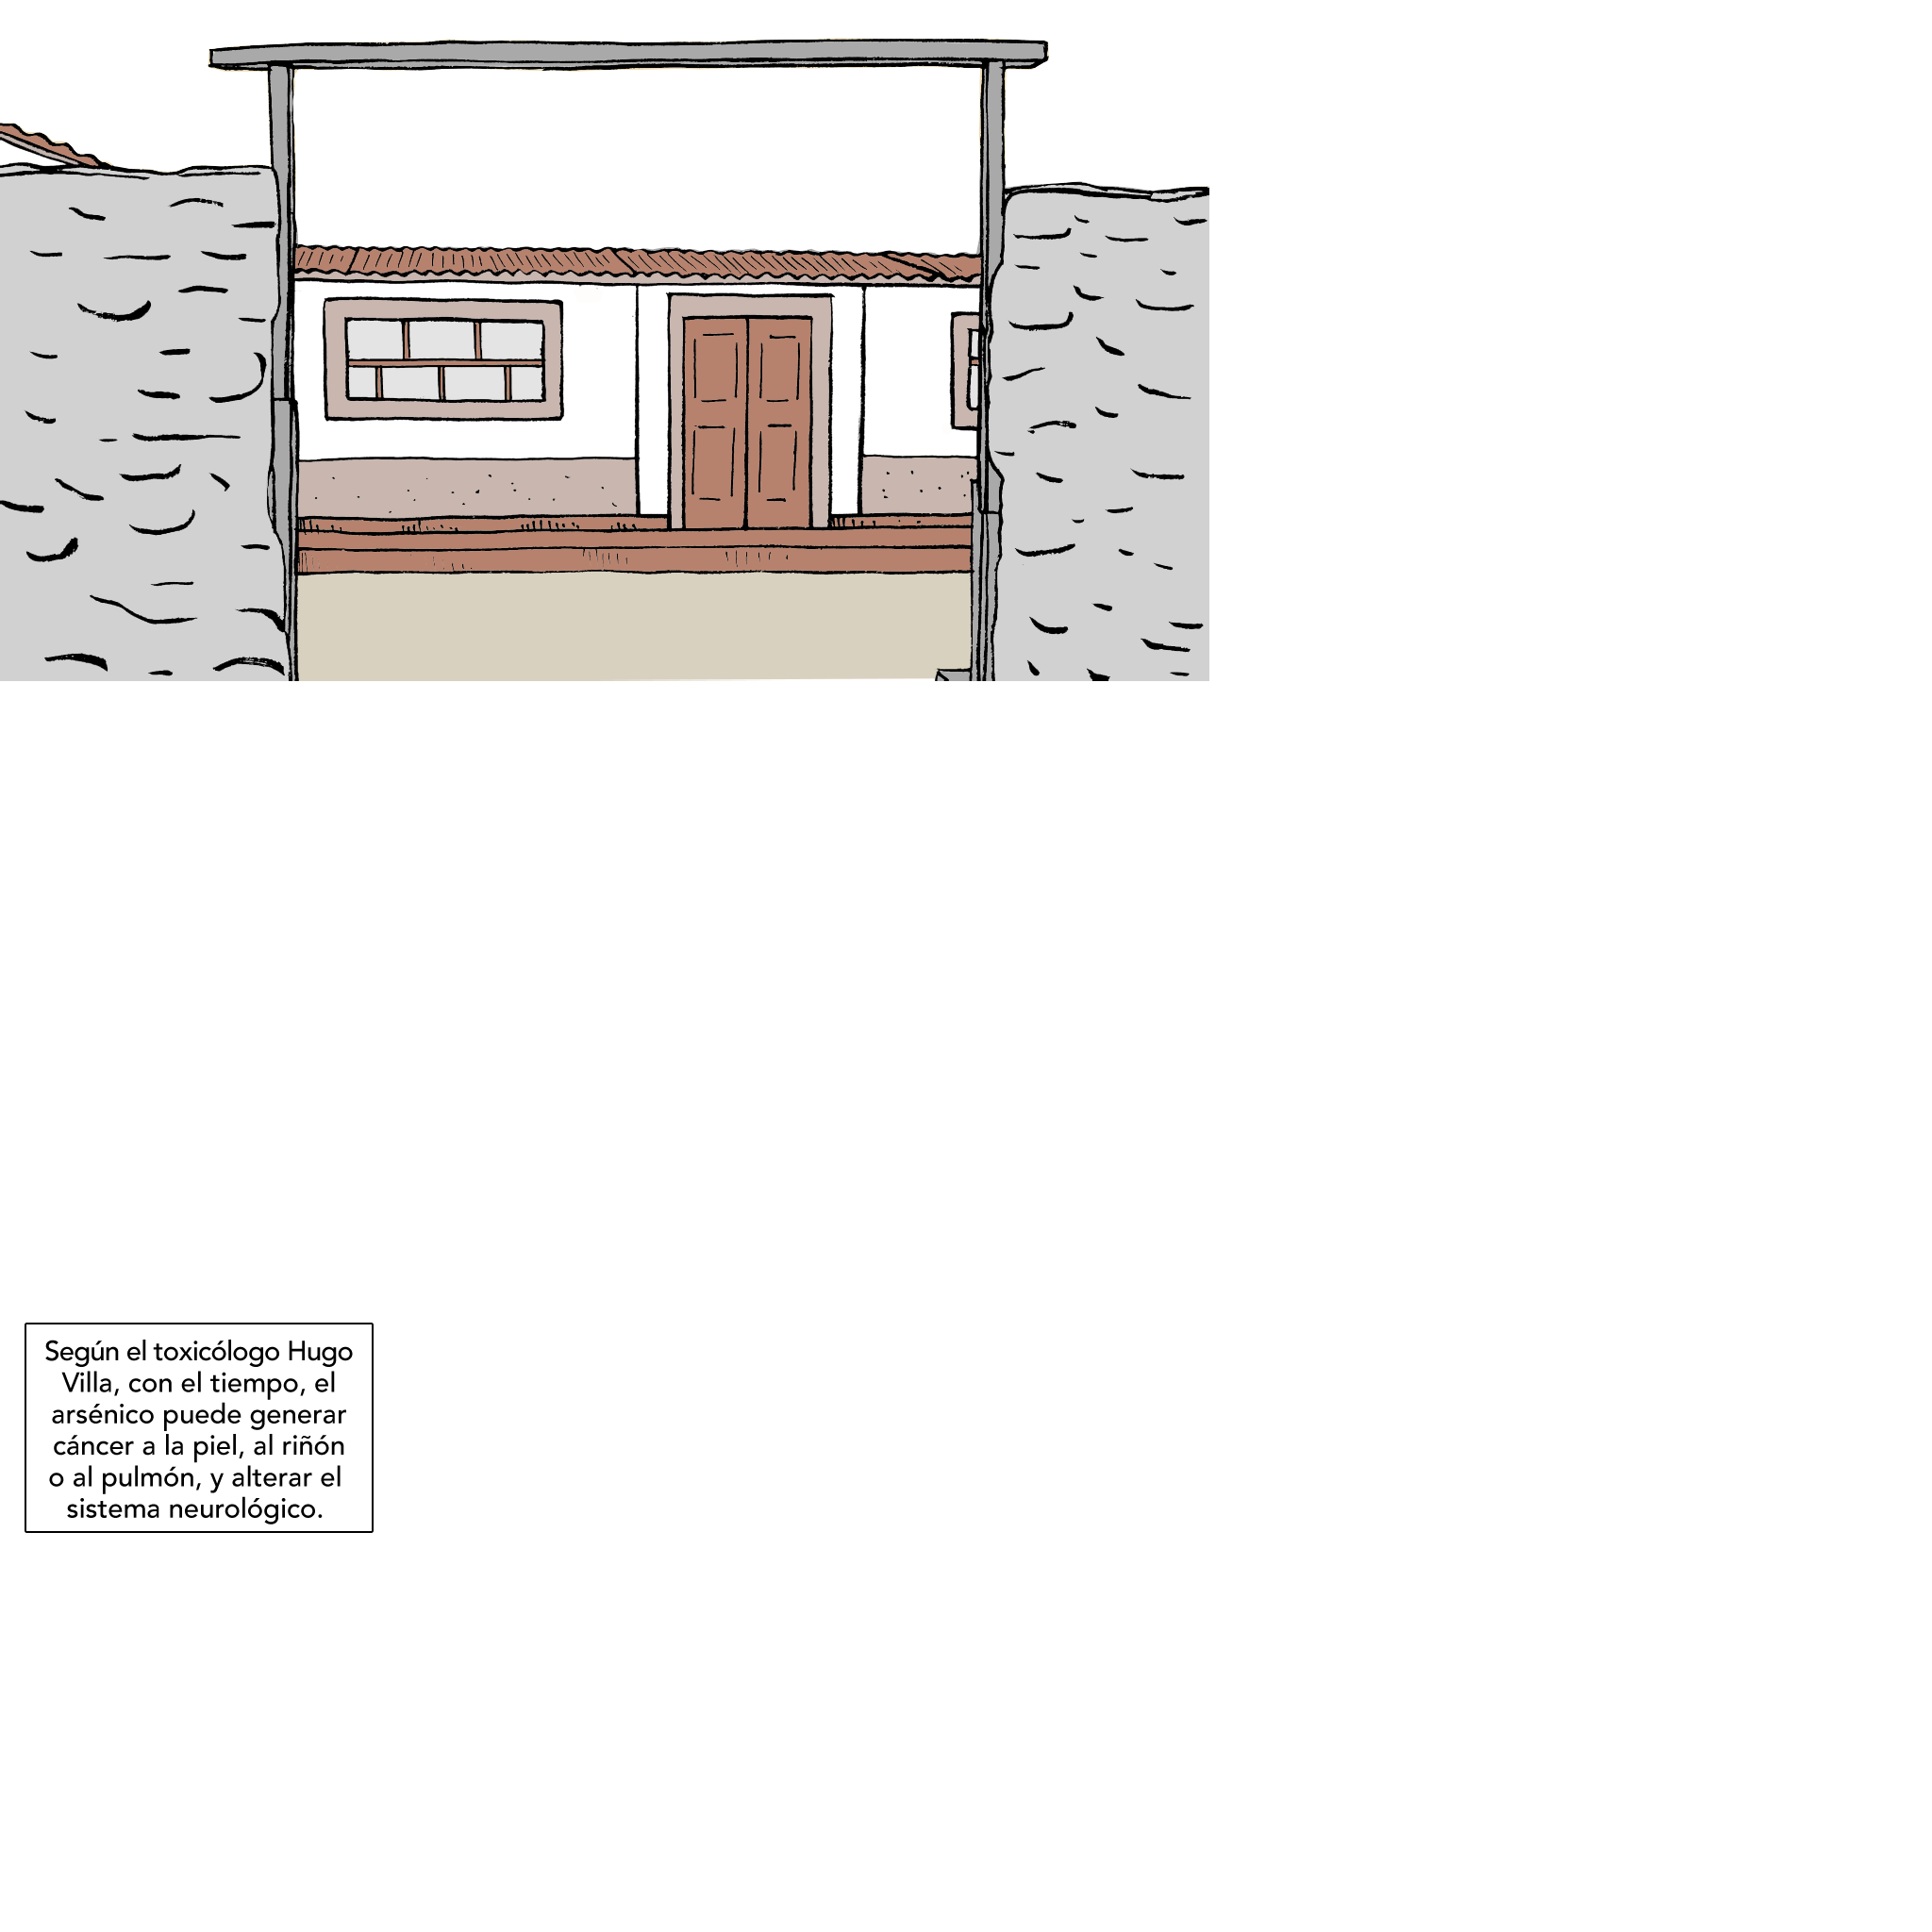 Según el toxicólogo Hugo
Villa, con el tiempo, el
arsénico puede generar
cáncer a la piel, al riñón
o al pulmón, y alterar el
sistema neurológico.